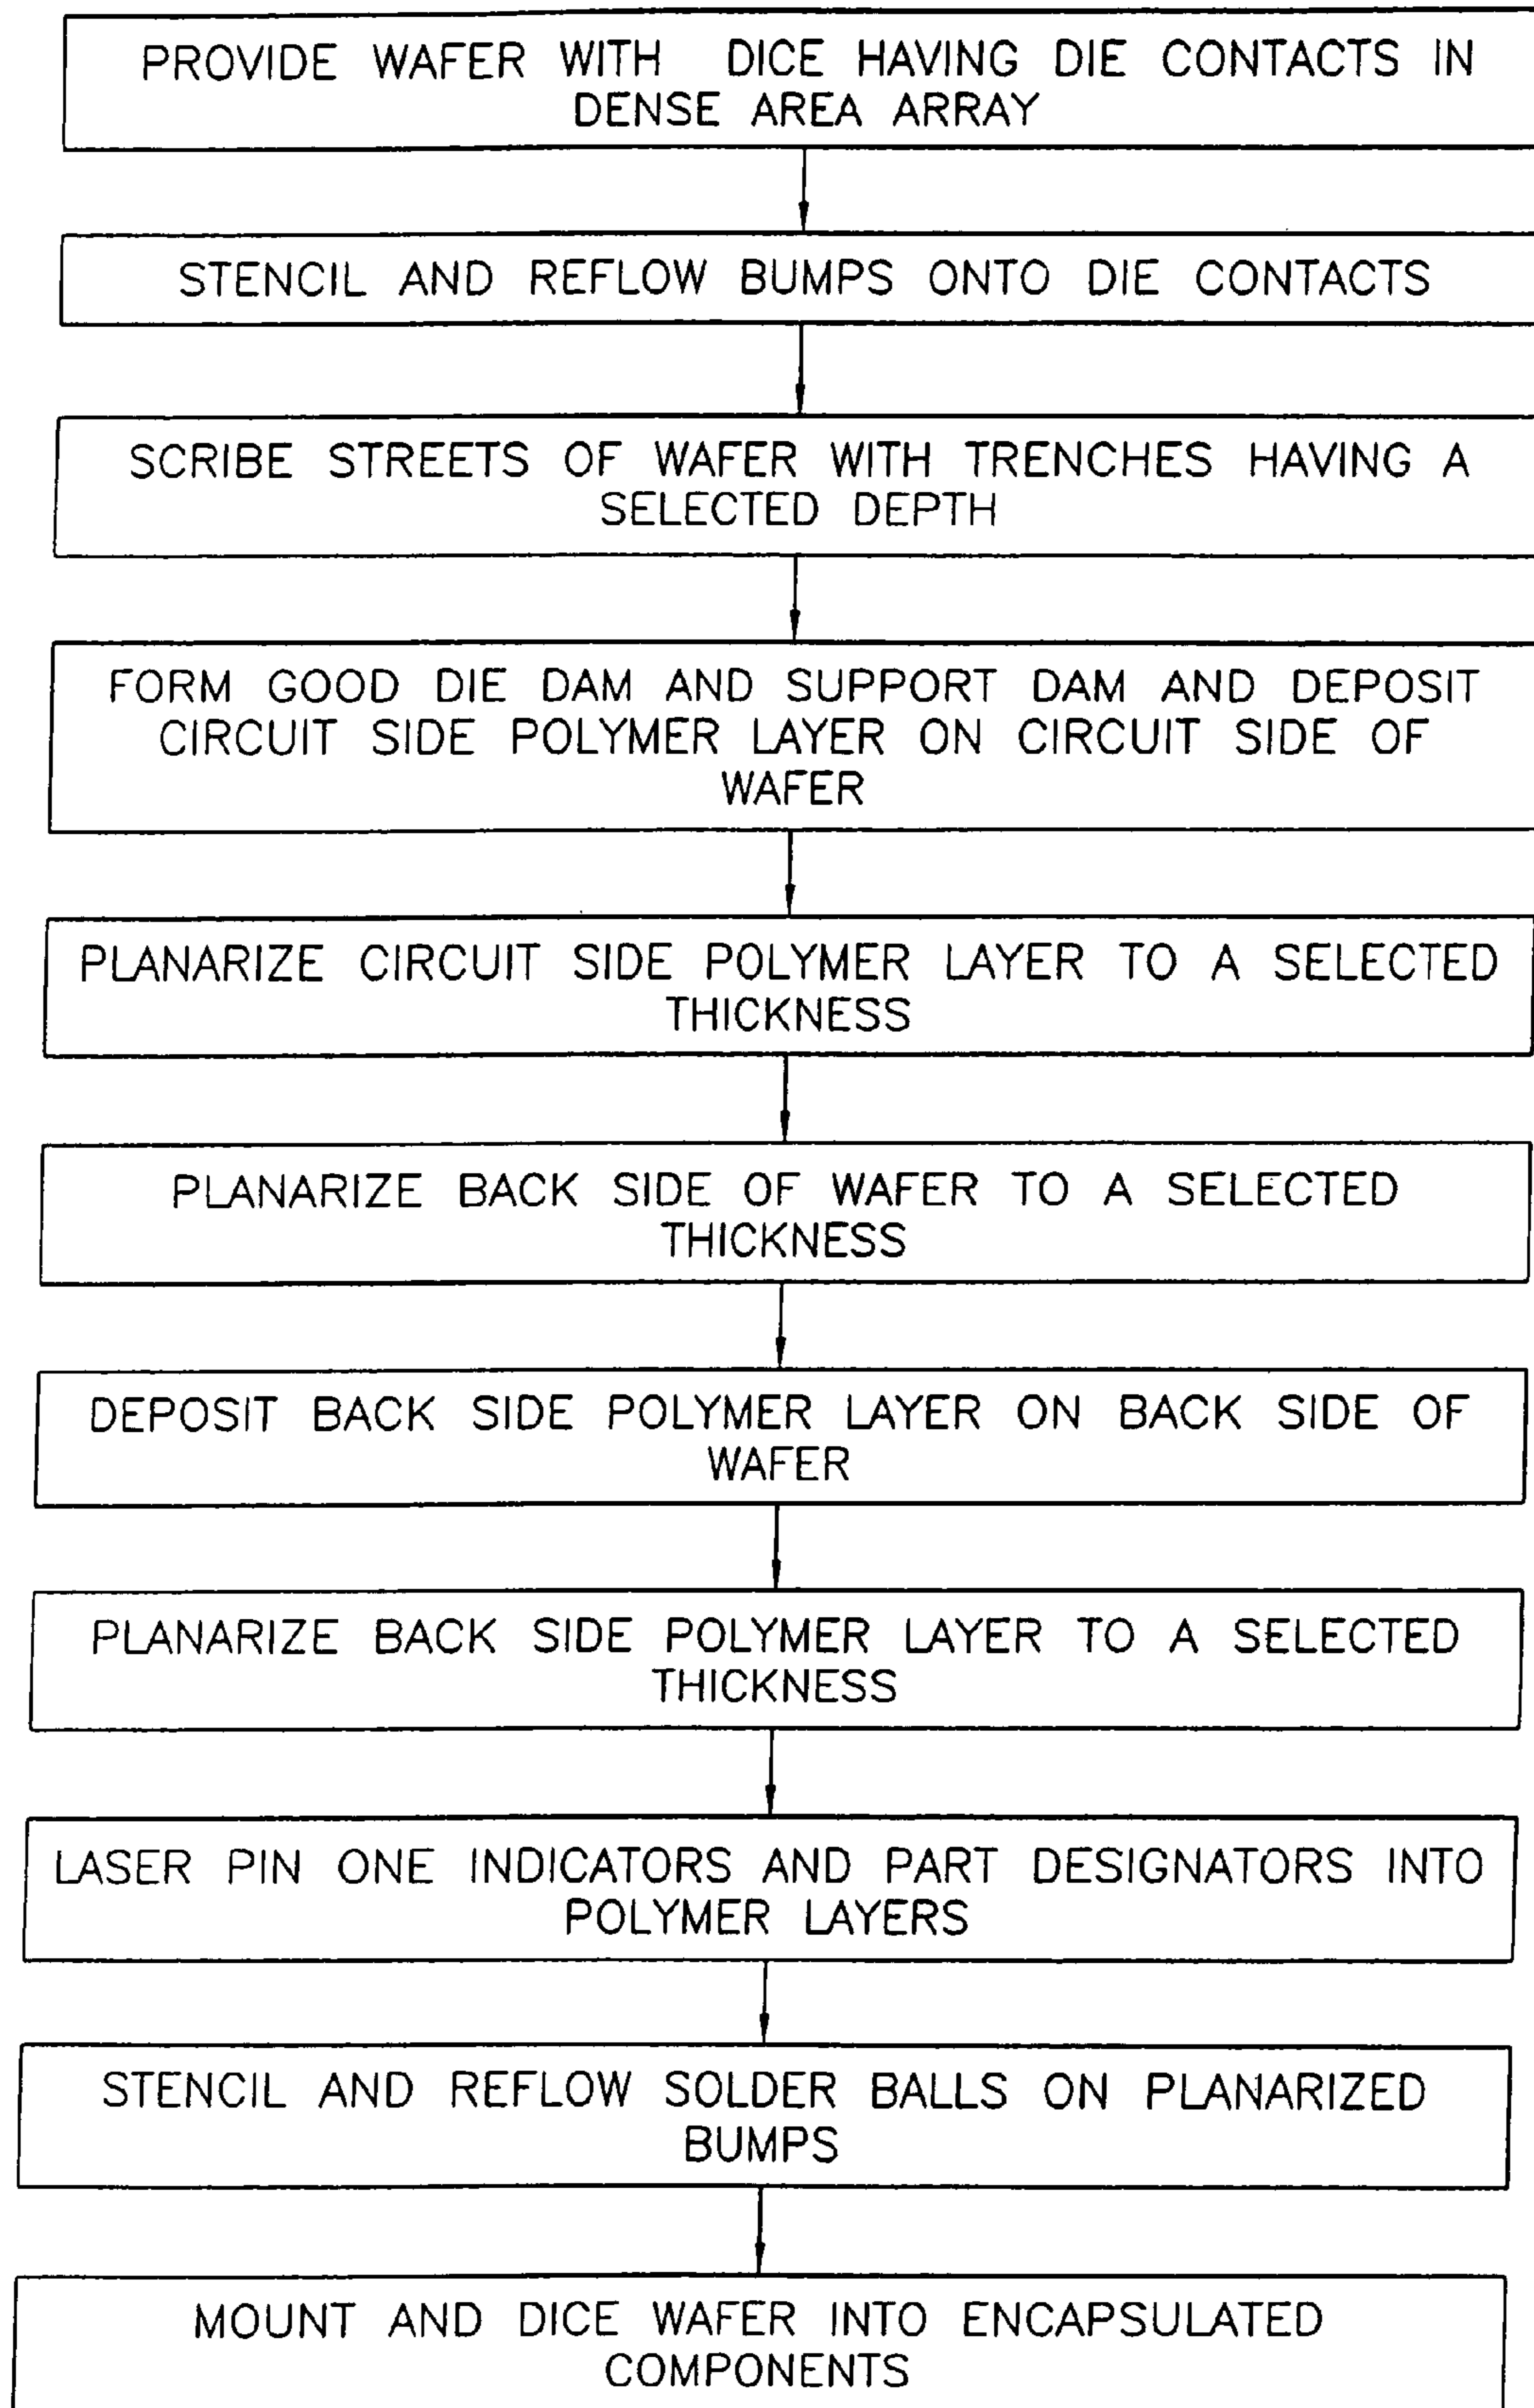 PROVIDE WAFER WITH DICE HAVING DIE CONTACTS IN
DENSE AREA ARRAY
STENCIL AND REFLOW BUMPS ONTO DIE CONTACTS
SCRIBE STREETS OF WAFER WITH TRENCHES HAVING A
SELECTED DEPTH
FORM GOOD DIE DAM AND SUPPORT DAM AND DEPOSIT
CIRCUIT SIDE POLYMER LAYER ON CIRCUIT SIDE OF
WAFER
PLANARIZE CIRCUIT SIDE POLYMER LAYER TO A SELECTED
THICKNESS
PLANARIZE BACK SIDE OF WAFER TO A SELECTED
THICKNESS
DEPOSIT BACK SIDE POLYMER LAYER ON BACK SIDE OF
WAFER
PLANARIZE BACK SIDE POLYMER LAYER TO A SELECTED
THICKNESS
LASER PIN ONE INDICATORS AND PART DESIGNATORS INTO
POLYMER LAYERS
STENCIL AND REFLOW SOLDER BALLS ON PLANARIZED
BUMPS
MOUNT AND DICE WAFER INTO ENCAPSULATED
COMPONENTS